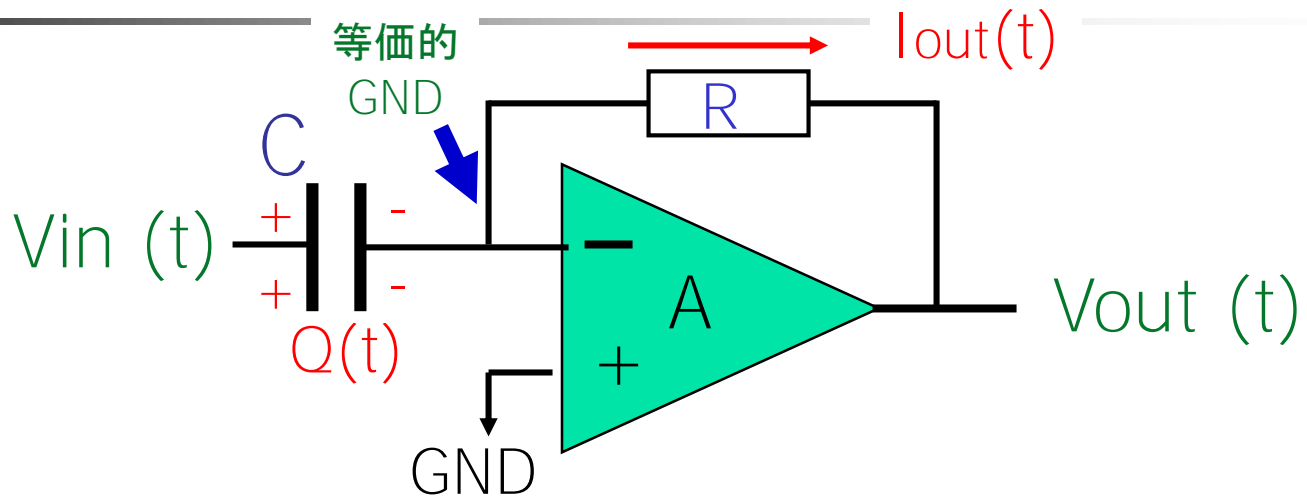 Iout(t)
等価的
GND
R
C
+ -
Vin (t)
−
A
Vout (t)
+ -
Q(t)
+
GND